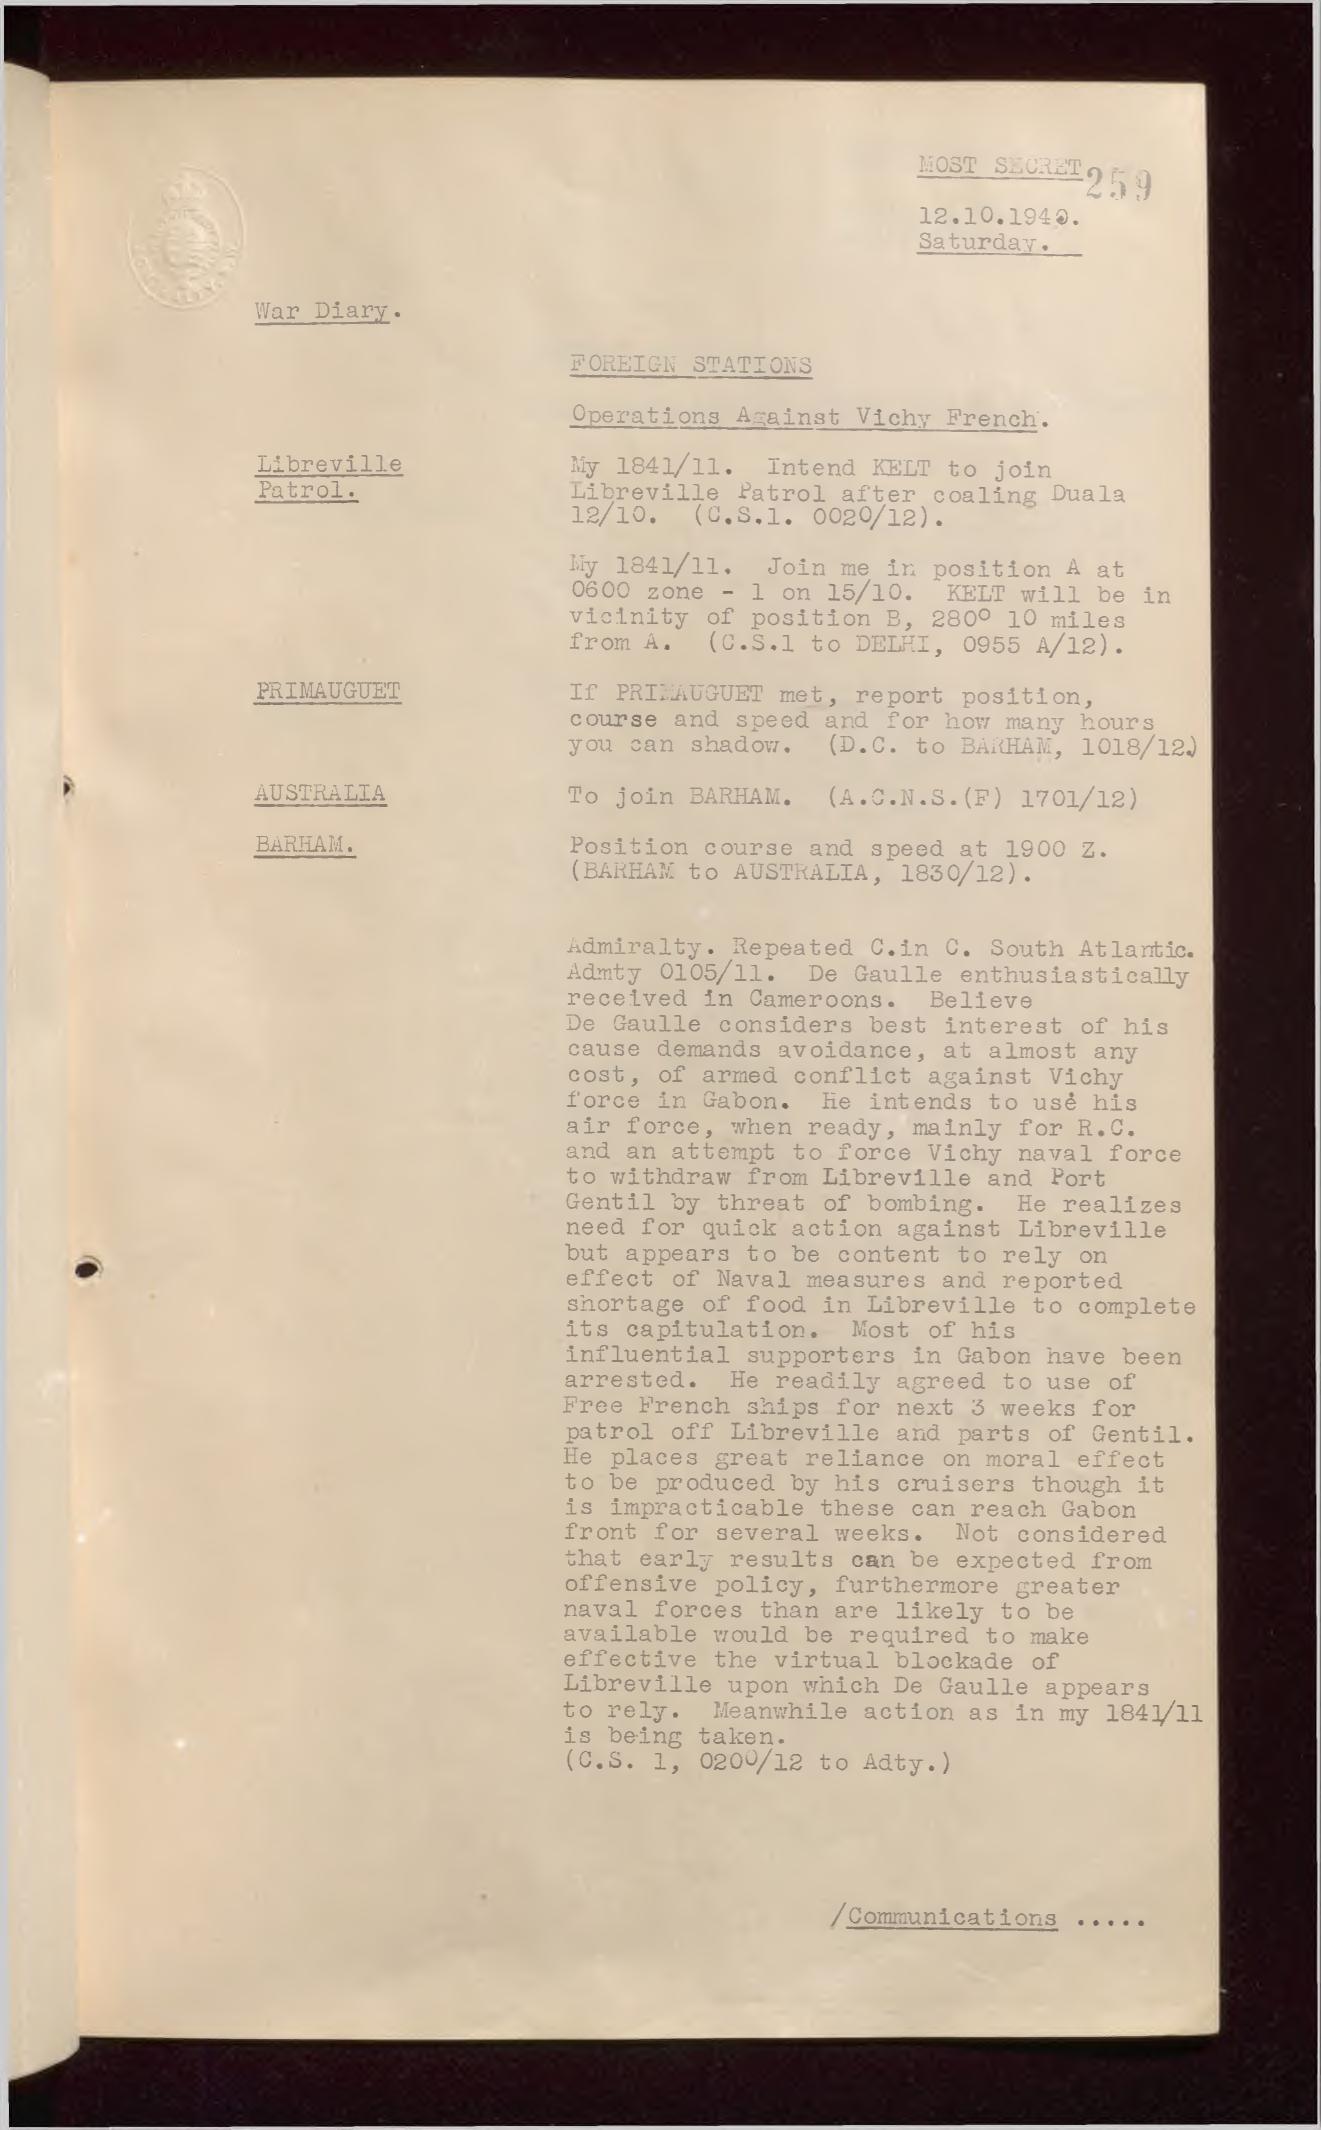 MOST SECRET 259
12.10.1940.
Saturday.
War Diary.
FOREIGN STATIONS
Operations Against Vichy French.
Libreville
Patrol.
My 1841/11. Intend KELT to join
Libreville Patrol after coaling Duala
12/10. (C.S.1. 0020/12).
My 1841/11. Join me in position A at
0600 zone - 1 on 15/10. KELT will be in
vicinity of position B, 280° 10 miles
from A. (C.S.1 to DELHI, 0955 A/12).
PRIMAUGUET
If PRIMAUGUET met, report position,
course and speed and for how many hours
you can shadow. (D.C. to BARHAM, 1018/12.)
AUSTRALIA
To join BARHAM. (A.C.N.S.(F) 1701/12)
BARHAM.
Position course and speed at 1900 Z.
(BARHAM to AUSTRALIA, 1830/12).
Admiralty. Repeated C.in C. South Atlantic.
Admty 0105/11. De Gaulle enthusiastically
received in Cameroons. Believe
De Gaulle considers best interest of his
cause demands avoidance, at almost any
cost, of armed conflict against Vichy
force in Gabon. He intends to use his
air force, when ready, mainly for R.C.
and an attempt to force Vichy naval force
to withdraw from Libreville and Port
Gentil by threat of bombing. He realizes
need for quick action against Libreville
but appears to be content to rely on
effect of Naval measures and reported
shortage of food in Libreville to complete
its capitulation. Most of his
influential supporters in Gabon have been
arrested. He readily agreed to use of
Free French ships for next 3 weeks for
patrol off Libreville and parts of Gentil.
He places great reliance on moral effect
to be produced by his cruisers though it
is impracticable these can reach Gabon
front for several weeks. Not considered
that early results can be expected from
offensive policy, furthermore greater
naval forces than are likely to be
available would be required to make
effective the virtual blockade of
Libreville upon which De Gaulle appears
to rely. Meanwhile action as in my 1841/11
is being taken.
(C.S. 1, 0200/12 to Adty.)
/Communications .....